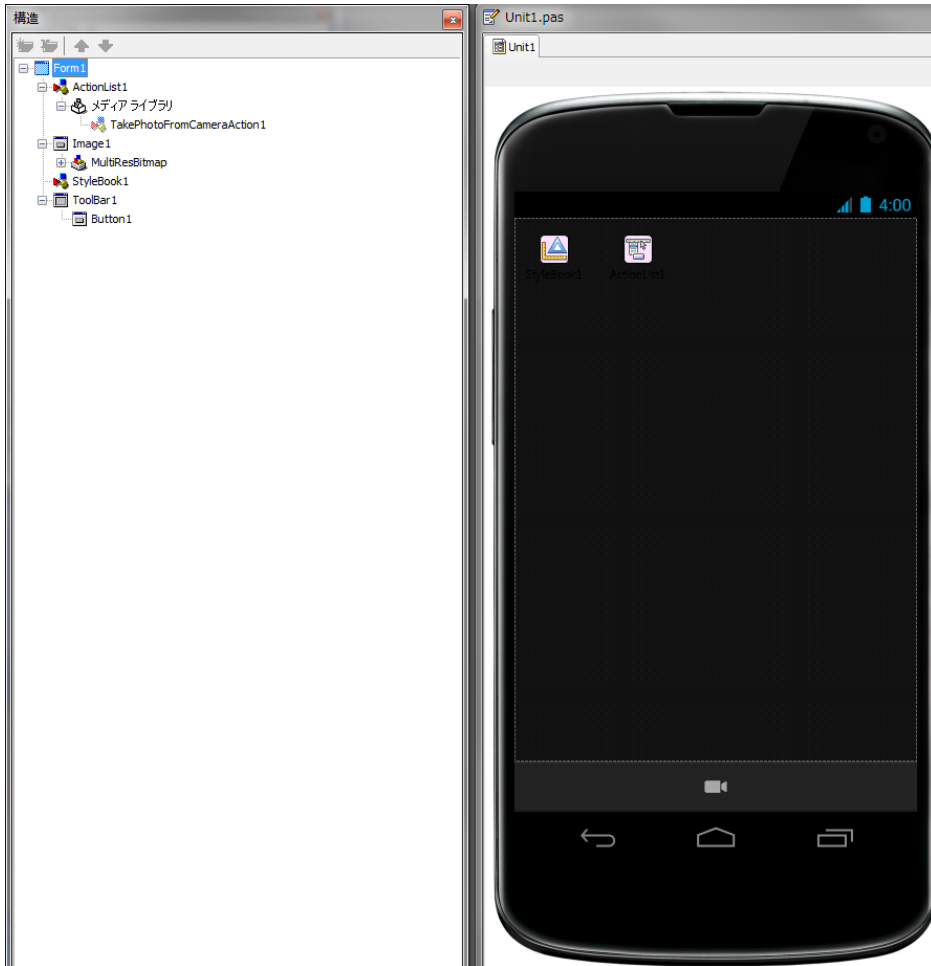 構造
Form1
ActionList1
メディア ライブラリ
TakePhotoFromCameraAction1
Image1
MultiResBitmap
StyleBook1
ToolBar1
Button1
Unit1.pas
Unit1
4:00
StyleBook1
ActionList1